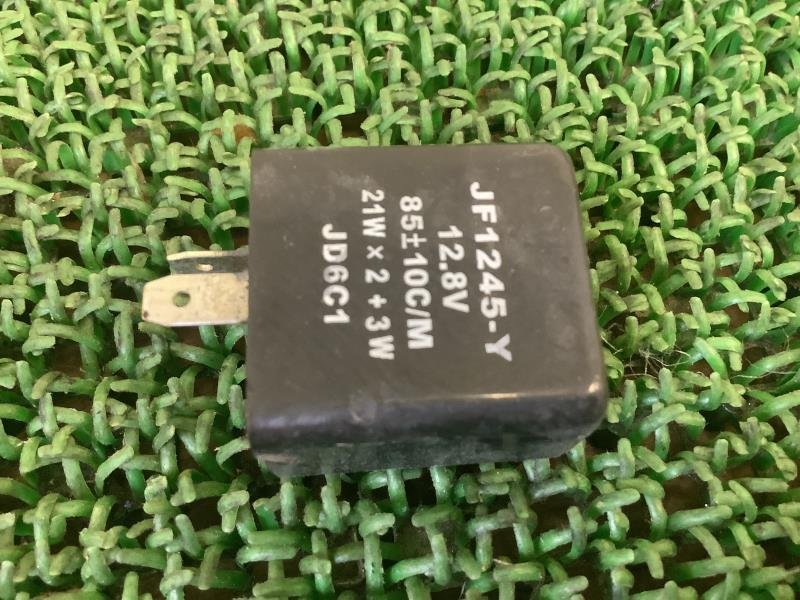 JF1245-Y
12.8V
85±10C/M
21W × 2 + 3W
JD6C1